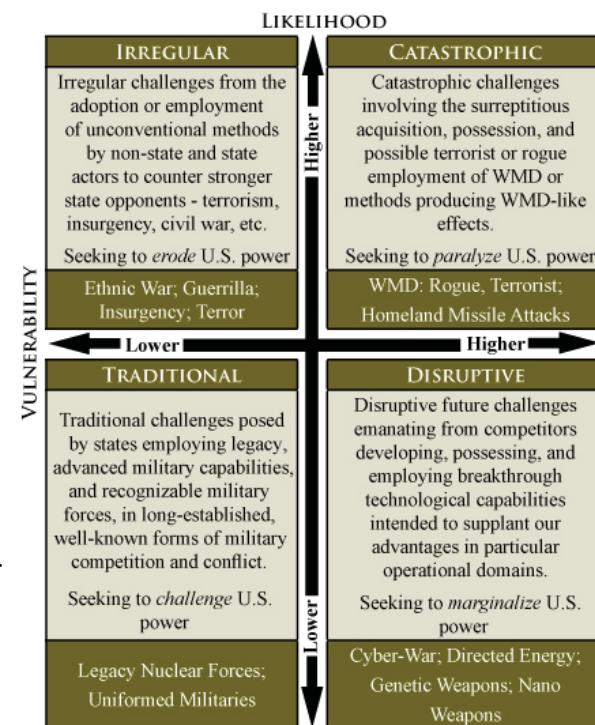 LIKELIHOOD
IRREGULAR
Irregular challenges from the
adoption or employment
of unconventional methods
by non-state and state
actors to counter stronger
state opponents - terrorism,
insurgency, civil war, etc.
Seeking to erode U.S. power
Ethnic War; Guerrilla;
Insurgency; Terror
Higher
CATASTROPHIC
Catastrophic challenges
involving the surreptitious
acquisition, possession, and
possible terrorist or rogue
employment of WMD or
methods producing WMD-like
effects.
Seeking to paralyze U.S. power
WMD: Rogue, Terrorist;
Homeland Missile Attacks
VULNERABILITY
Lower
Higher
TRADITIONAL
Traditional challenges posed
by states employing legacy,
advanced military capabilities,
and recognizable military
forces, in long-established,
well-known forms of military
competition and conflict.
Seeking to challenge U.S.
power
Legacy Nuclear Forces;
Uniformed Militaries
Lower
DISRUPTIVE
Disruptive future challenges
emanating from competitors
developing, possessing, and
employing breakthrough
technological capabilities
intended to supplant our
advantages in particular
operational domains.
Seeking to marginalize U.S.
power
Cyber-War; Directed Energy;
Genetic Weapons; Nano
Weapons